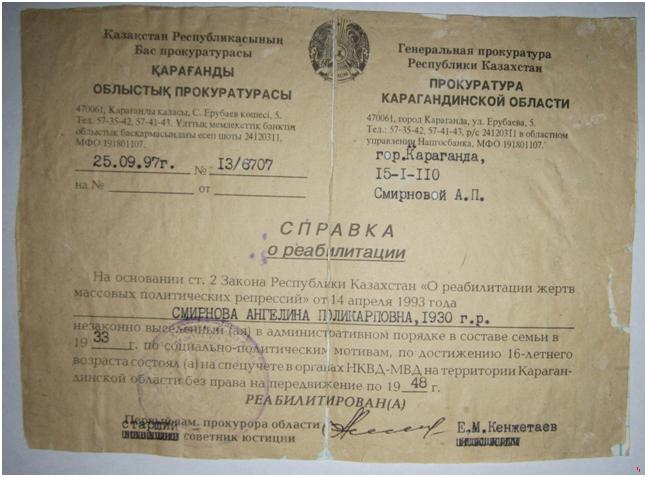 Қазақстан Республикасының
Бас прокуратурасы
ҚАРАҒАНДЫ
ОБЛЫСТЫҚ ПРОКУРАТУРАСЫ
470061, Қарағанды қаласы, С. Ерубаев көшесі, 5.
Тел. 57-35-42, 57-41-43. Ұлттық мемлекеттік банктің
облыстық басқармасындағы есеп шоты 24120311,
МФО 191801107.
25.09.97г. № 13/6707
на № от
Генеральная прокуратура
Республики Казахстан
ПРОКУРАТУРА
КАРАГАНДИНСКОЙ ОБЛАСТИ
470061, город Караганда, ул. Ерубаева, 5.
Тел.: 57-35-42, 57-41-43, р/с 24120311 в областном
управлении Нацгосбанка, МФО 191801107.
гор.Караганда,
15-I-110
Смирновой А.П.
СПРАВКА
о реабилитации
На основании ст. 2 Закона Республики Казахстан «О реабилитации жертв
массовых политических репрессий» от 14 апреля 1993 года
СМИРНОВА АНГЕЛИНА ПОЛИКАРПОВНА,1930 г.р.
незаконно выселенный (ая) в административном порядке в составе семьи в
19 33 г. по социально-политическим мотивам, по достижению 16-летнего
возраста состоял (а) на спецучете в органах НКВД-МВД на территории Караган-
динской области без права на передвижение по 19 48 г.
РЕАБИЛИТИРОВАН(А)
Первый зам. прокурора области
старший советник юстиции
Е.М.Кенжетаев